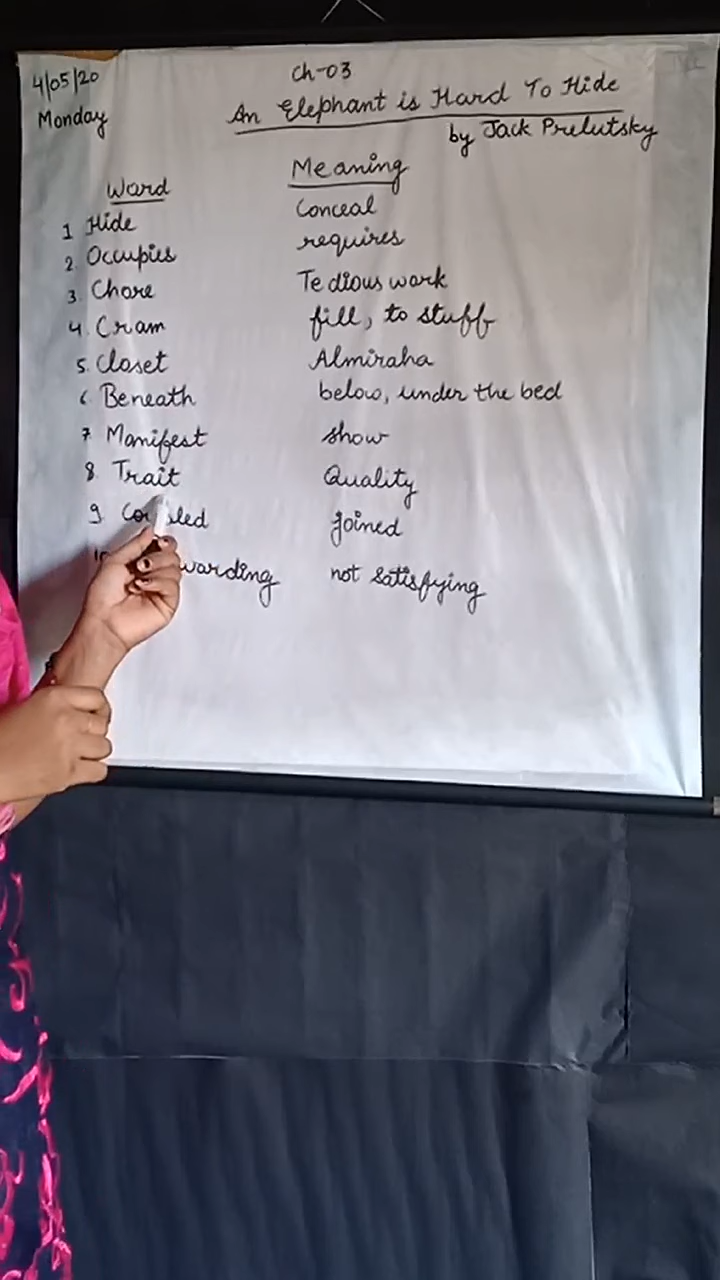 4/05/20
Monday
Ch-03
An Elephant is Hard To Hide
by Jack Prelutsky
Word Meaning
1 Hide Conceal
2. Occupies requires
3. Chore Tedious work
4. Cram fill, to stuff
5. Closet Almiraha
6. Beneath below, under the bed
7. Manifest show
8. Trait Quality
9. joined
not satisfying